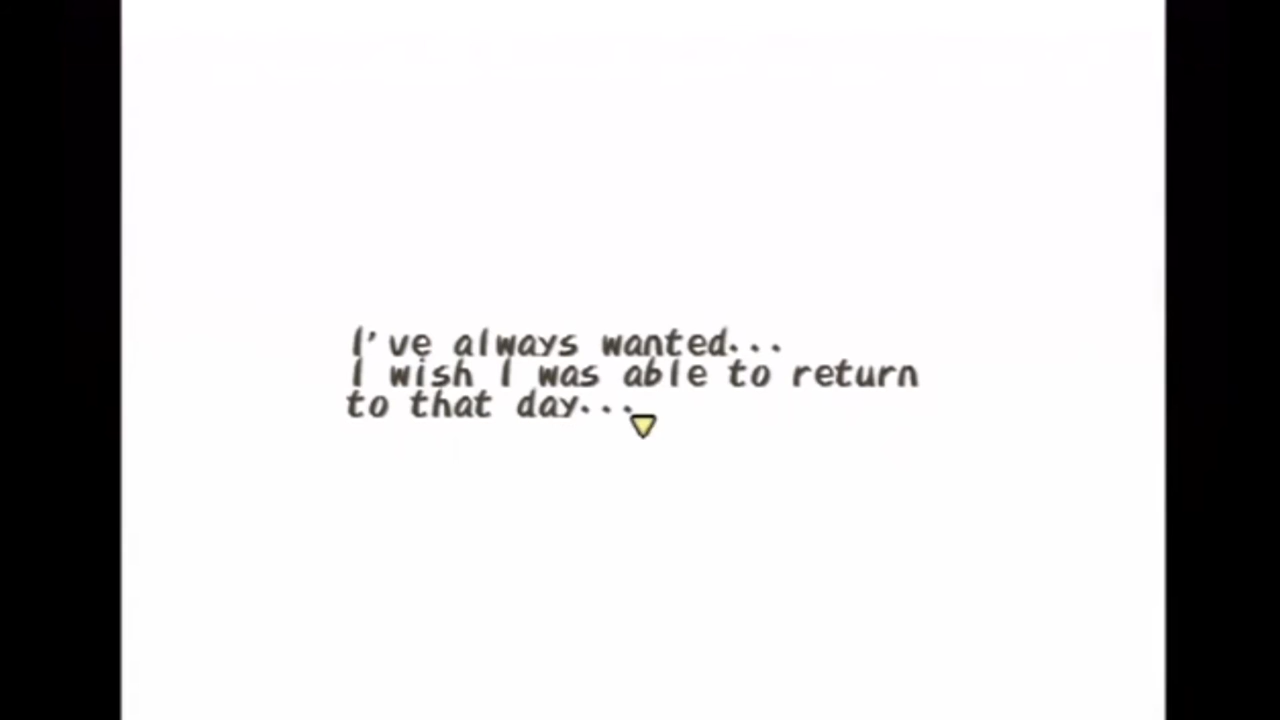 I've always wanted...
I wish I was able to return
to that day...